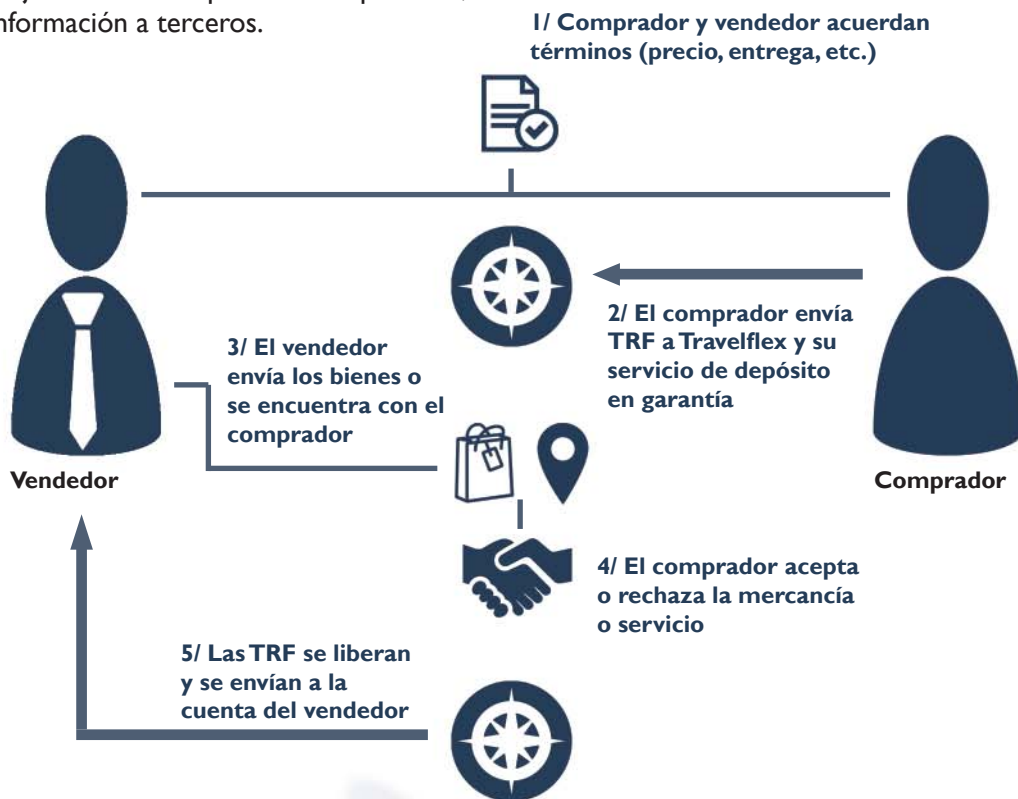 información a terceros.
1/ Comprador y vendedor acuerdan
términos (precio, entrega, etc.)
2/ El comprador envía
TRF a Travelflex y su
servicio de depósito
en garantía
3/ El vendedor
envía los bienes o
se encuentra con el
comprador
Vendedor
Comprador
4/ El comprador acepta
o rechaza la mercancía
o servicio
5/ Las TRF se liberan
y se envían a la
cuenta del vendedor